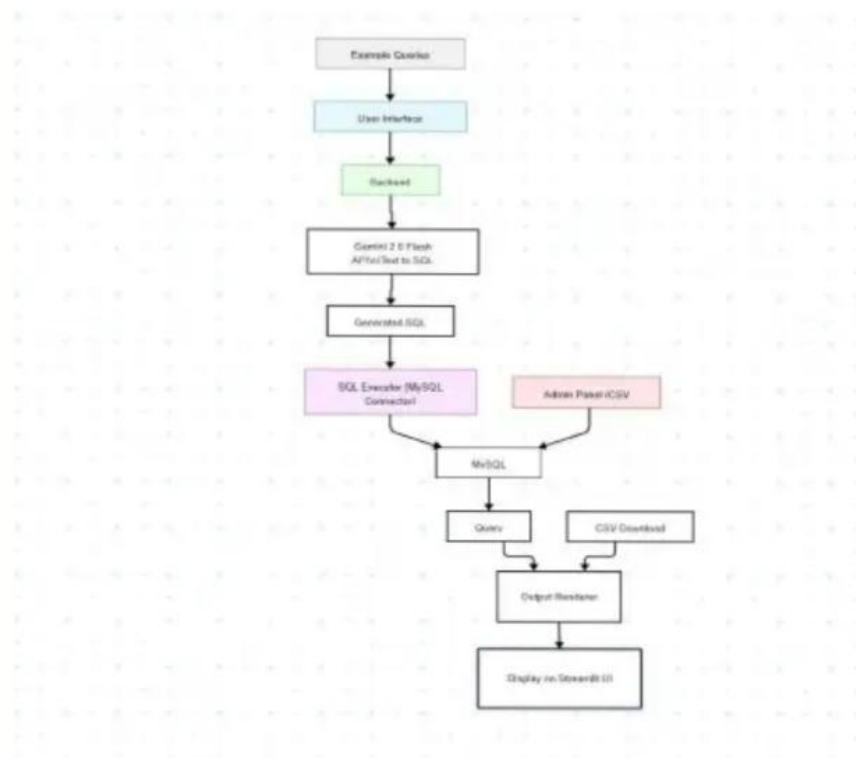 Example Queries
User Interface
Backend
Gemini 2.0 Flash
API\n(Text to SQL
Generated SQL
SQL Executor (MySQL
Connector)
Admin Panel /CSV
MySQL
Query
CSV Download
Output Renderer
Display on Streamlit UI